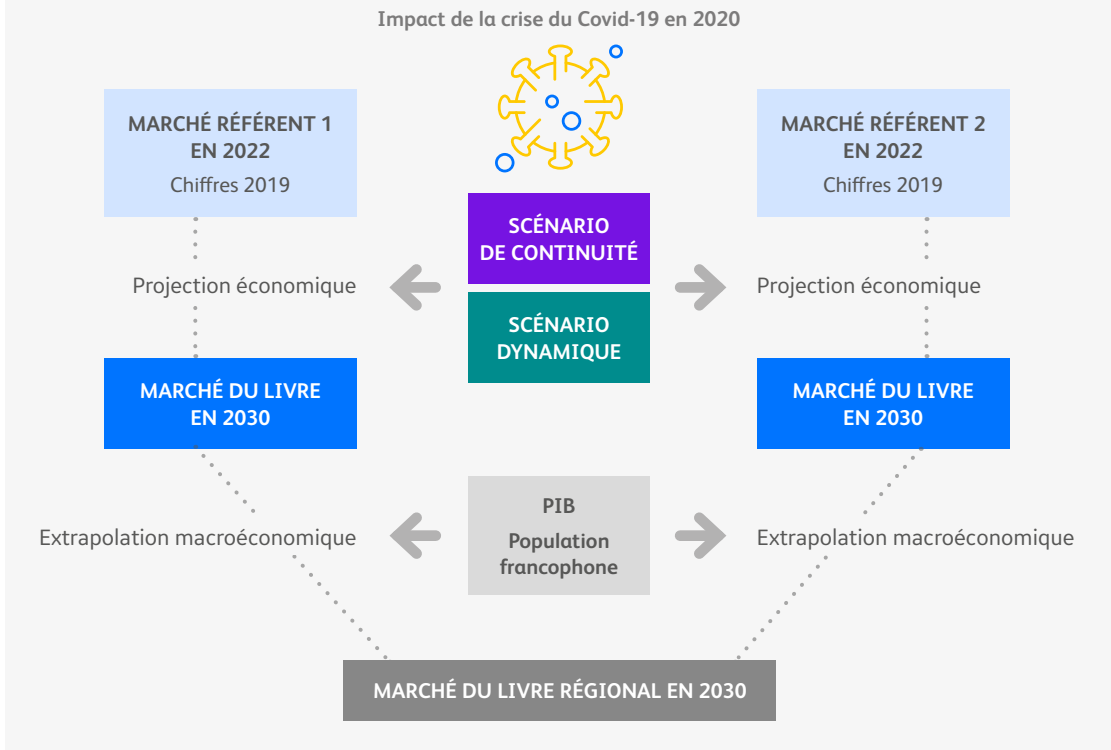 Impact de la crise du Covid-19 en 2020
MARCHÉ RÉFÉRENT 1
EN 2022
Chiffres 2019
MARCHÉ RÉFÉRENT 2
EN 2022
Chiffres 2019
SCÉNARIO
DE CONTINUITÉ
Projection économique
Projection économique
SCÉNARIO
DYNAMIQUE
MARCHÉ DU LIVRE
EN 2030
MARCHÉ DU LIVRE
EN 2030
PIB
Population
francophone
Extrapolation macroéconomique
Extrapolation macroéconomique
MARCHÉ DU LIVRE RÉGIONAL EN 2030